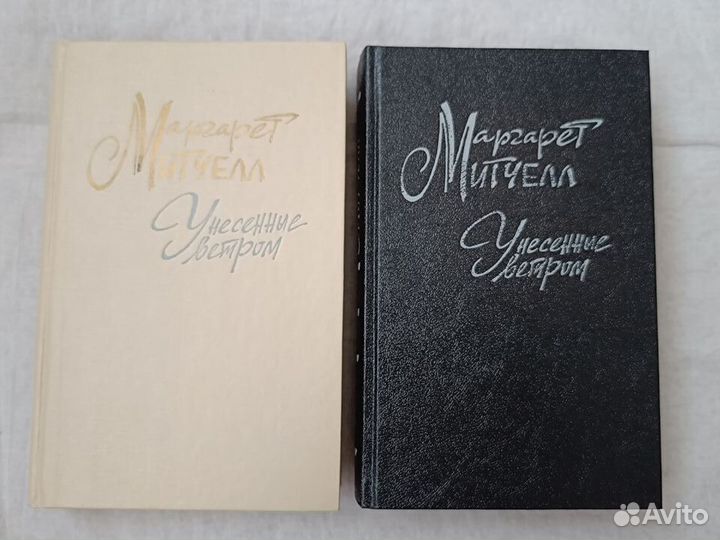 Маргарет
Митчелл
Унесенные
ветром
Маргарет
Митчелл
Унесенные
ветром
Avito